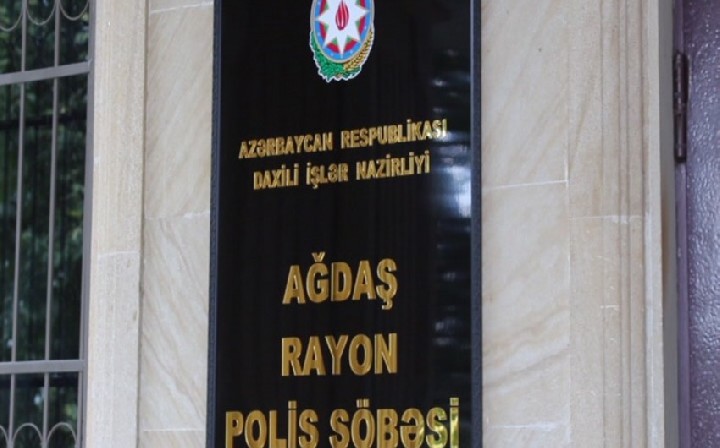 AZƏRBAYCAN RESPUBLİKASI
DAXİLİ İŞLƏR NAZİRLİYİ
AĞDAŞ
RAYON
POLİS ŞÖBƏSİ